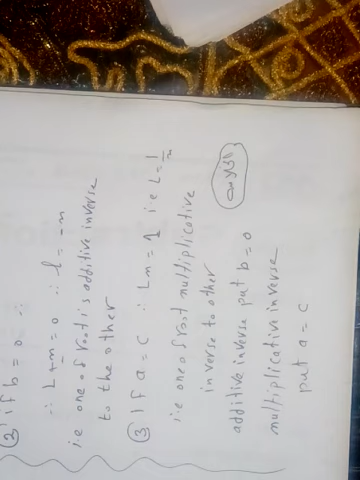 ② if b = 0 ∴
∴ L+m=0 ∴ l = -m
i e one of root is additive inverse
to the other
③ If a = c ∴ Lm = 1 i e L = 1/m
i e one of root multiplicative
inverse to other
additive inverse put b = 0
multiplicative inverse
put a = c